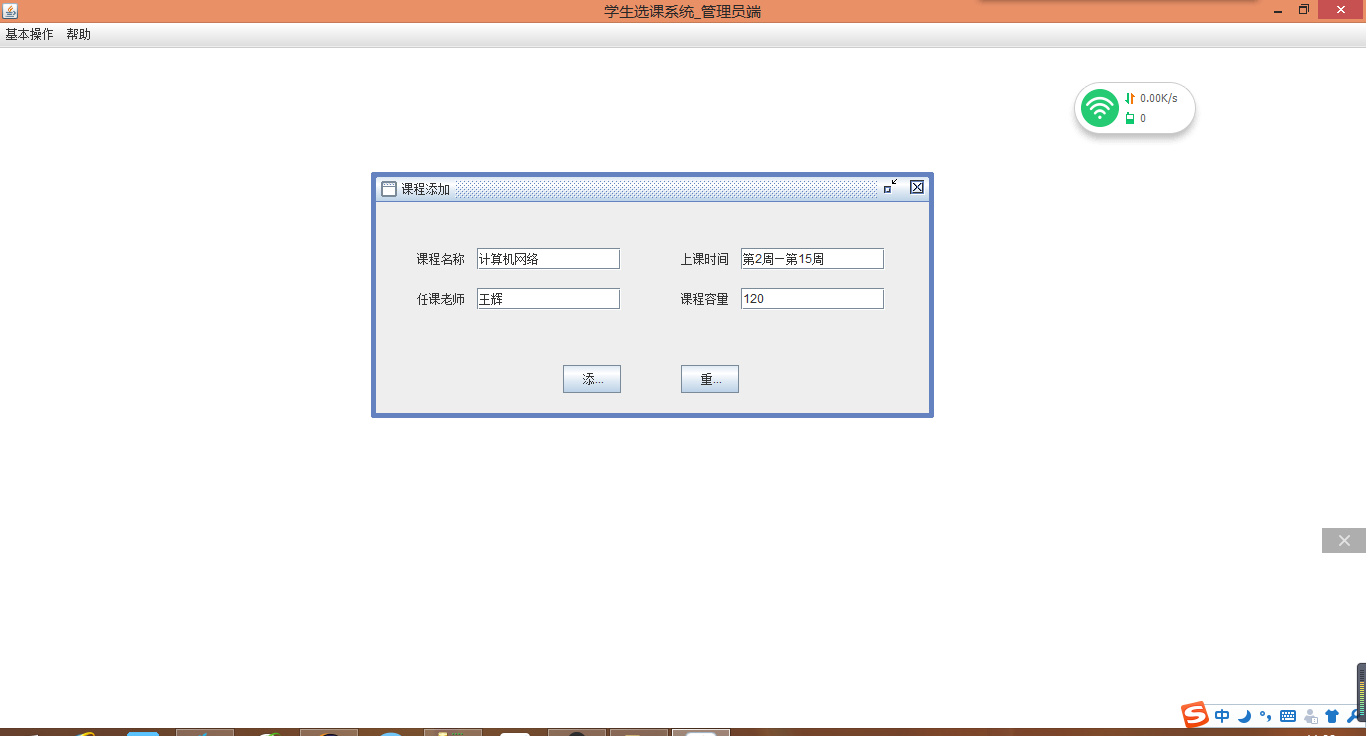 学生选课系统_管理员端
基本操作 帮助
0.00K/s
0
课程添加
课程名称 计算机网络 上课时间 第2周—第15周
任课老师 王辉 课程容量 120
添... 重...
中